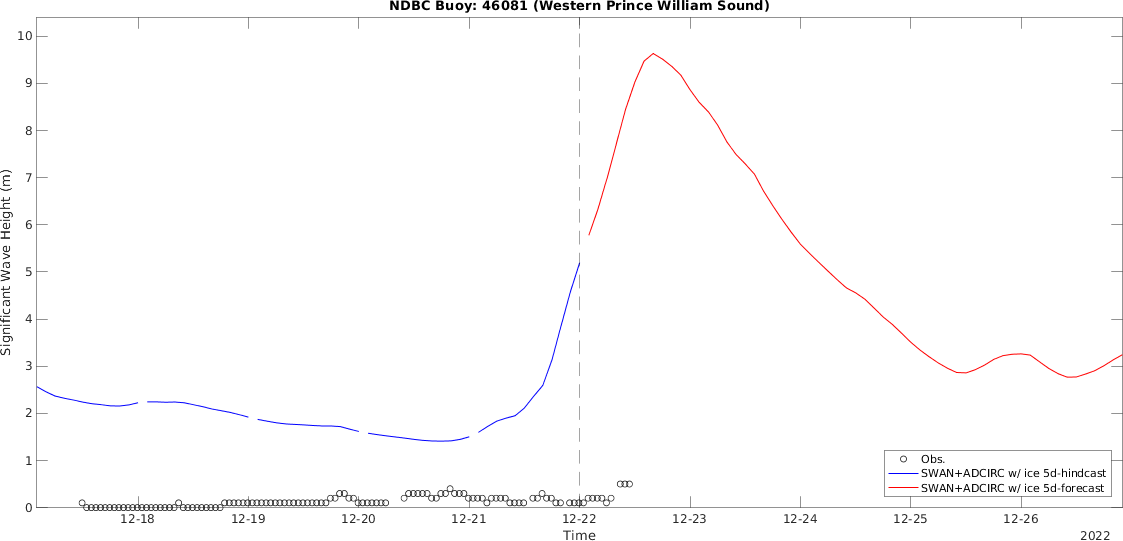 NDBC Buoy: 46081 (Western Prince William Sound)
10
9
8
7
6
5
4
3
2
1
0
Significant Wave Height (m)
Obs.
SWAN+ADCIRC w/ ice 5d-hindcast
SWAN+ADCIRC w/ ice 5d-forecast
12-18 12-19 12-20 12-21 12-22 12-23 12-24 12-25 12-26
Time
2022